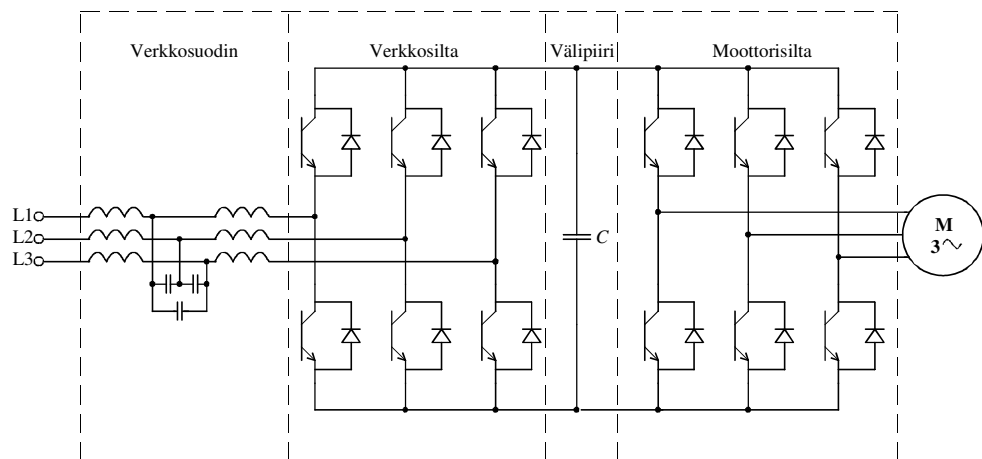 Verkkosuodin
Verkkosilta
Välipiiri
Moottorisilta
L1
L2
L3
C
M
3